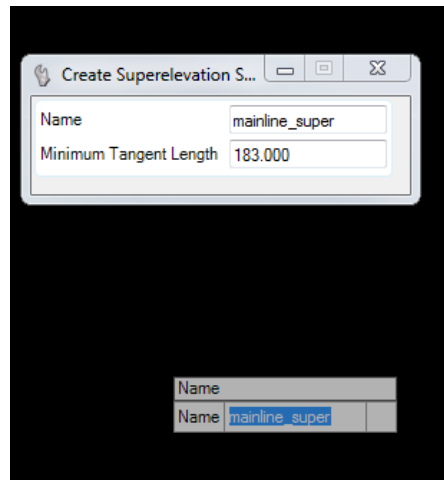 Create Superelevation S...
Name mainline_super
Minimum Tangent Length 183.000
Name
Name mainline_super